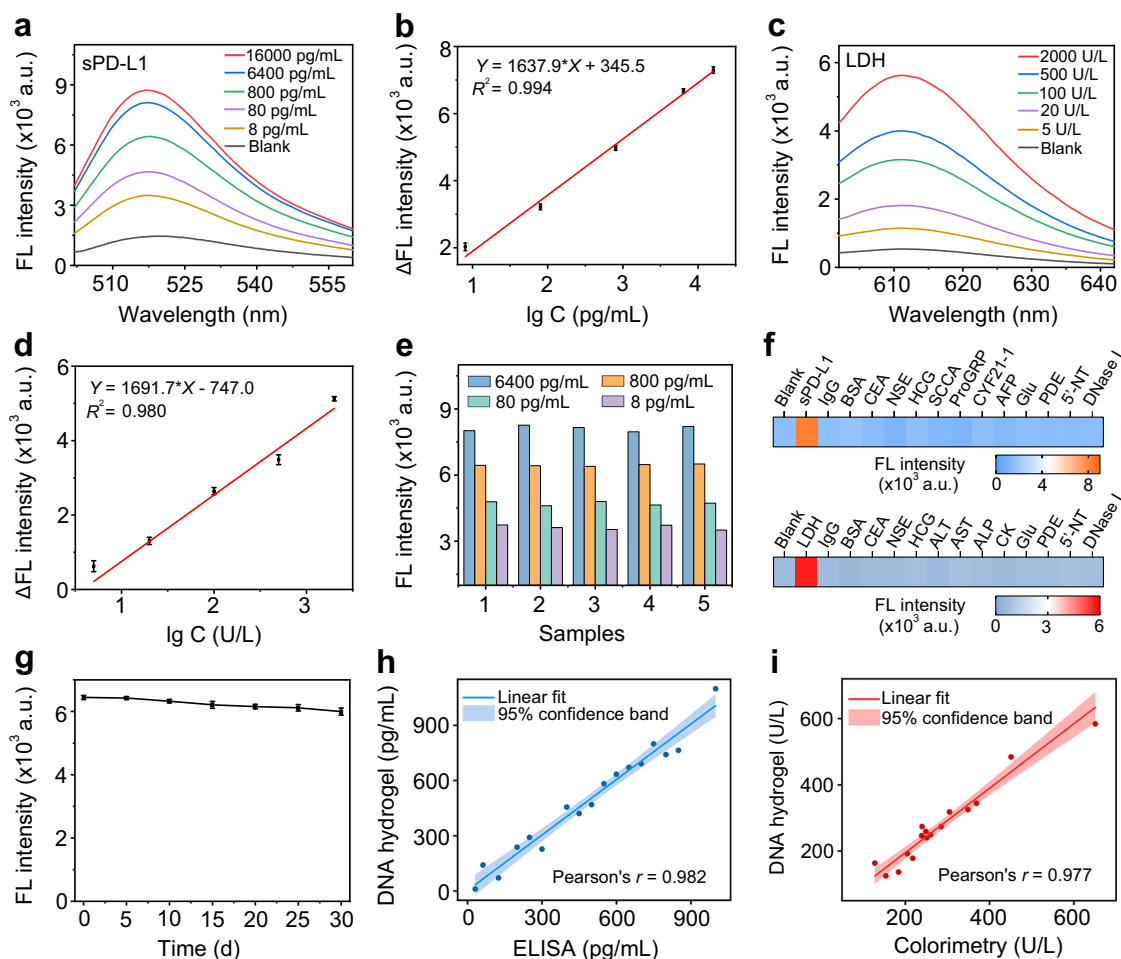 a
sPD-L1
16000 pg/mL
6400 pg/mL
800 pg/mL
80 pg/mL
8 pg/mL
Blank
FL intensity (x10³ a.u.)
9
6
3
0
510 525 540 555
Wavelength (nm)
b
Y = 1637.9*X + 345.5
R² = 0.994
ΔFL intensity (x10³ a.u.)
8
6
4
2
1 2 3 4
lg C (pg/mL)
c
LDH
2000 U/L
500 U/L
100 U/L
20 U/L
5 U/L
Blank
FL intensity (x10³ a.u.)
6
4
2
0
610 620 630 640
Wavelength (nm)
d
Y = 1691.7*X - 747.0
R² = 0.980
ΔFL intensity (x10³ a.u.)
6
4
2
0
1 2 3
lg C (U/L)
e
6400 pg/mL 800 pg/mL
80 pg/mL 8 pg/mL
FL intensity (x10³ a.u.)
9
6
3
1 2 3 4 5
Samples
f
Blank sPD-L1 IgG BSA CEA NSE HCG SCCA ProGRP CYF21-1 AFP Glu PDE 5'-NT DNase I
FL intensity
(x10³ a.u.)
0 4 8
Blank LDH IgG BSA CEA NSE HCG ALT AST ALP CK Glu PDE 5'-NT DNase I
FL intensity
(x10³ a.u.)
0 3 6
g
FL intensity (x10³ a.u.)
6
4
2
0
0 5 10 15 20 25 30
Time (d)
h
Linear fit
95% confidence band
DNA hydrogel (pg/mL)
900
600
300
0
Pearson's r = 0.982
0 300 600 900
ELISA (pg/mL)
i
Linear fit
95% confidence band
DNA hydrogel (U/L)
600
400
200
Pearson's r = 0.977
200 400 600
Colorimetry (U/L)